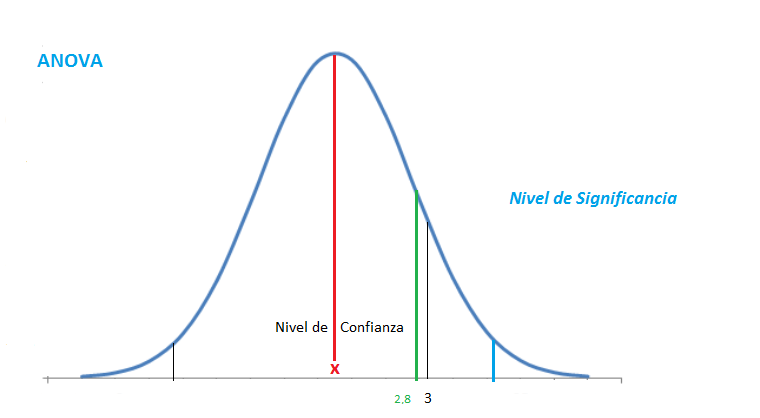 ANOVA
Nivel de Significancia
Nivel de Confianza
x
2,8 3